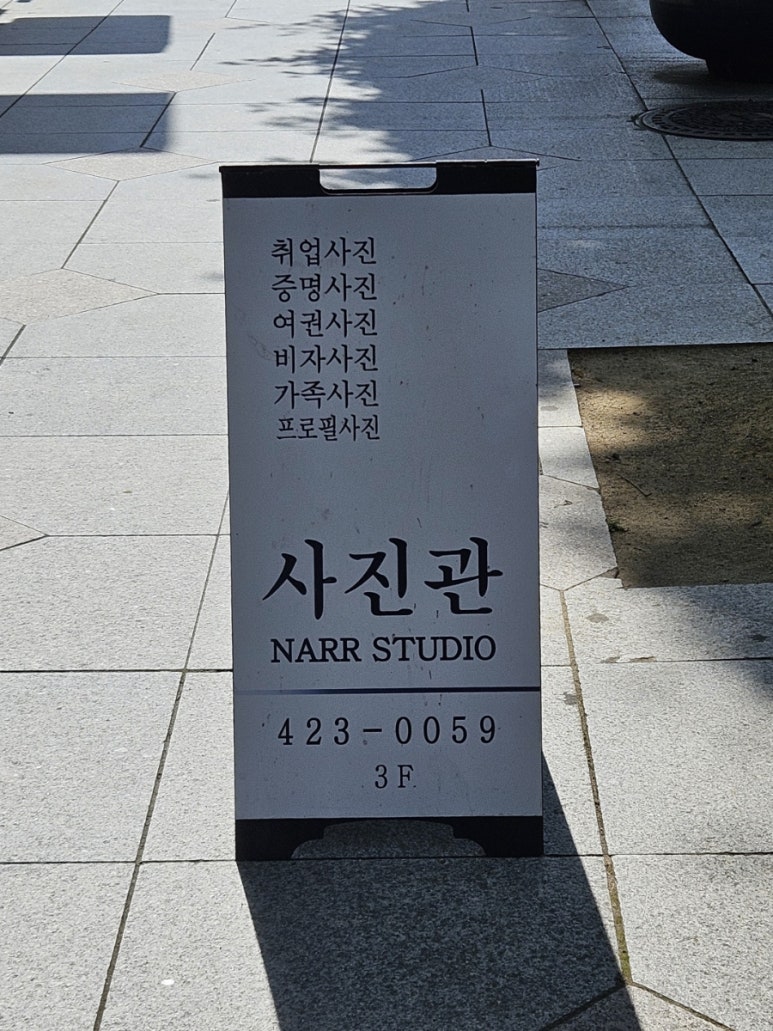 취업사진
증명사진
여권사진
비자사진
가족사진
프로필사진
사진관
NARR STUDIO
423-0059
3F